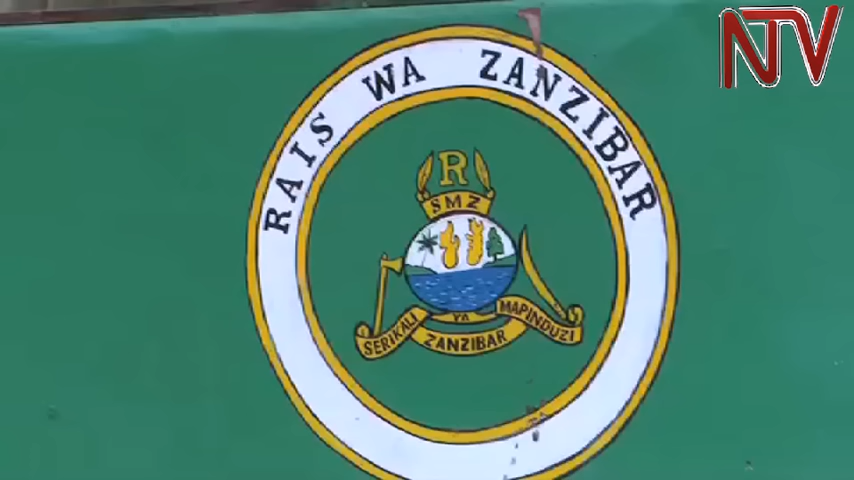 NTV
RAIS WA ZANZIBAR
R
SMZ
SERIKALI YA MAPINDUZI
ZANZIBAR